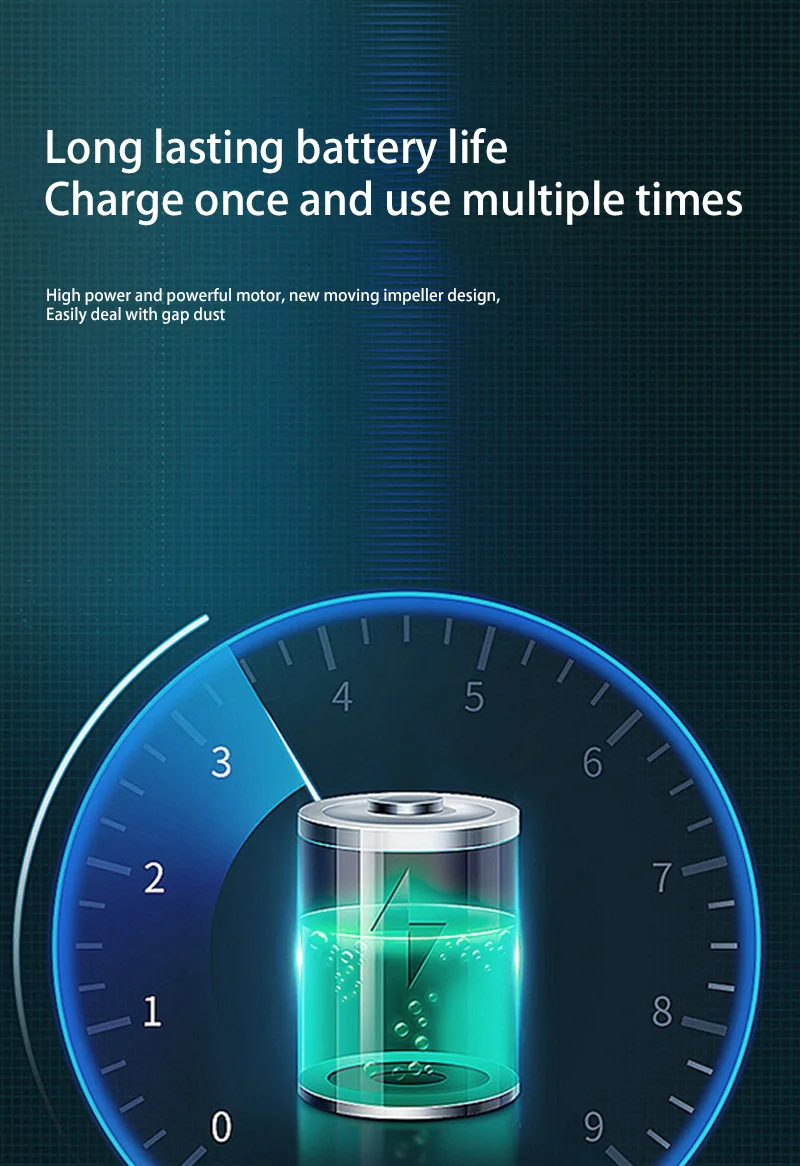 Long lasting battery life
Charge once and use multiple times
High power and powerful motor, new moving impeller design,
Easily deal with gap dust
4 5
3 6
2 7
1 8
0 9